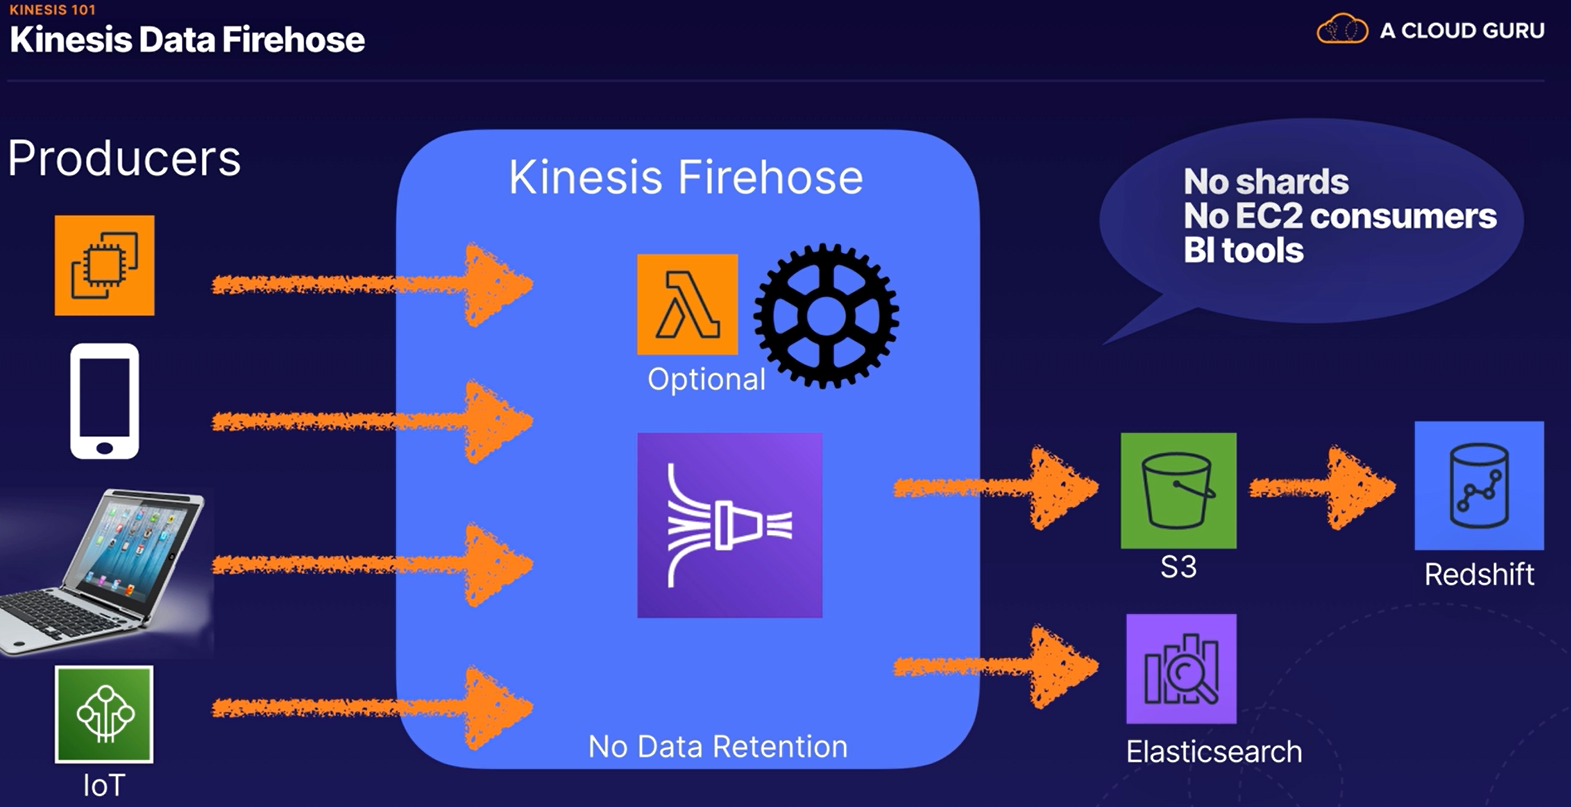 KINESIS 101
Kinesis Data Firehose
A CLOUD GURU
Producers
Kinesis Firehose
No shards
No EC2 consumers
BI tools
Optional
S3
Redshift
No Data Retention
Elasticsearch
IoT